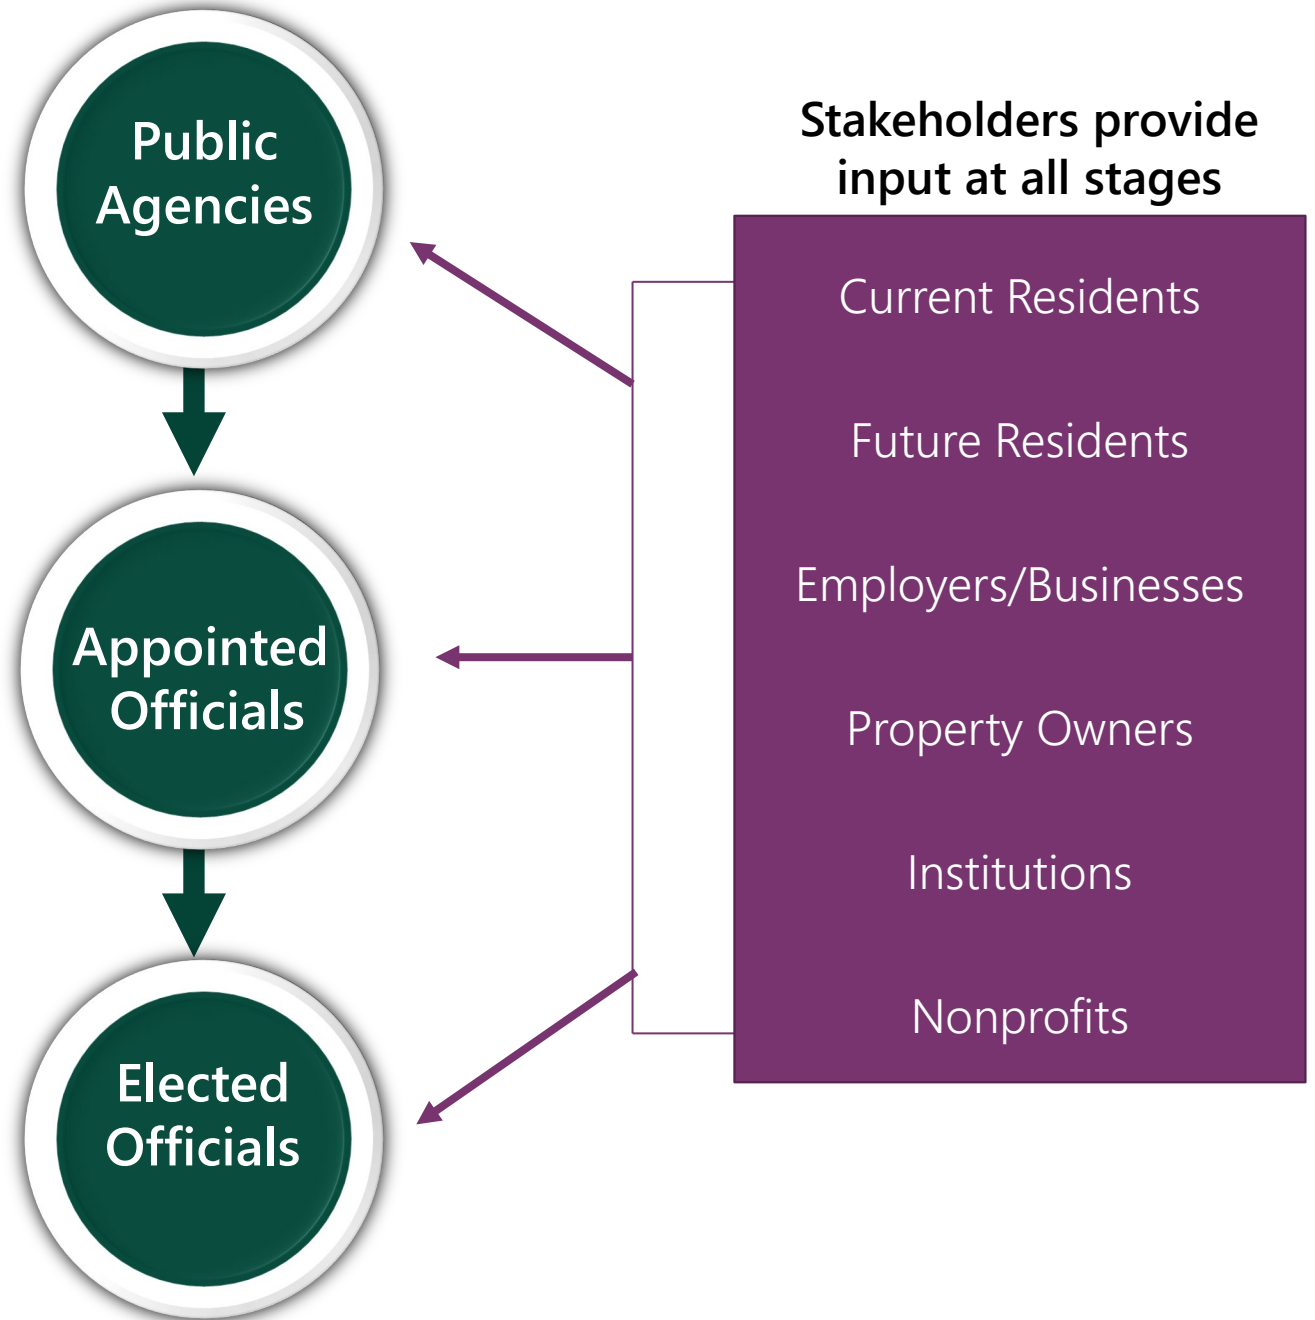 Public
Agencies
Appointed
Officials
Elected
Officials
Stakeholders provide
input at all stages
Current Residents
Future Residents
Employers/Businesses
Property Owners
Institutions
Nonprofits